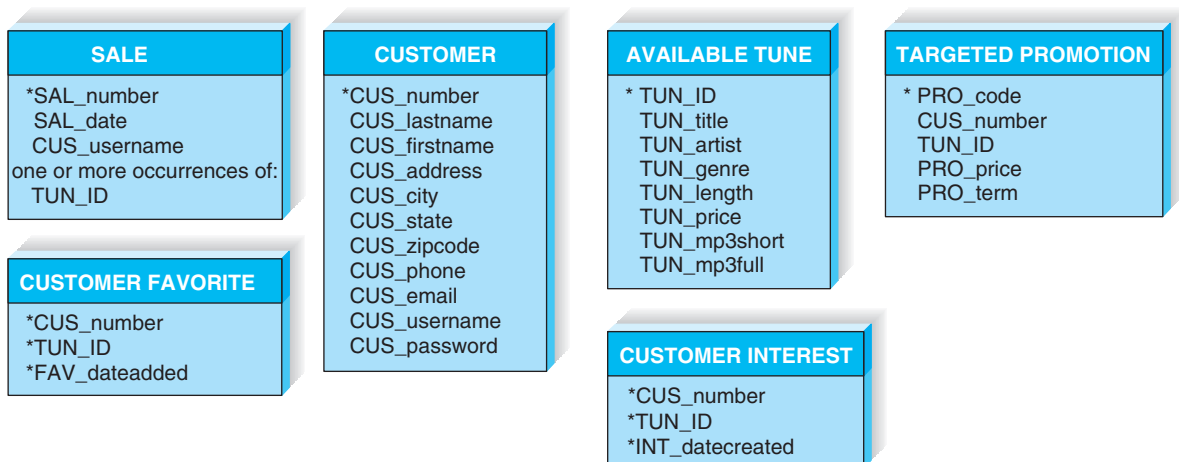 SALE
*SAL_number
SAL_date
CUS_username
one or more occurrences of:
TUN_ID
CUSTOMER FAVORITE
*CUS_number
*TUN_ID
*FAV_dateadded
CUSTOMER
*CUS_number
CUS_lastname
CUS_firstname
CUS_address
CUS_city
CUS_state
CUS_zipcode
CUS_phone
CUS_email
CUS_username
CUS_password
AVAILABLE TUNE
* TUN_ID
TUN_title
TUN_artist
TUN_genre
TUN_length
TUN_price
TUN_mp3short
TUN_mp3full
CUSTOMER INTEREST
*CUS_number
*TUN_ID
*INT_datecreated
TARGETED PROMOTION
* PRO_code
CUS_number
TUN_ID
PRO_price
PRO_term